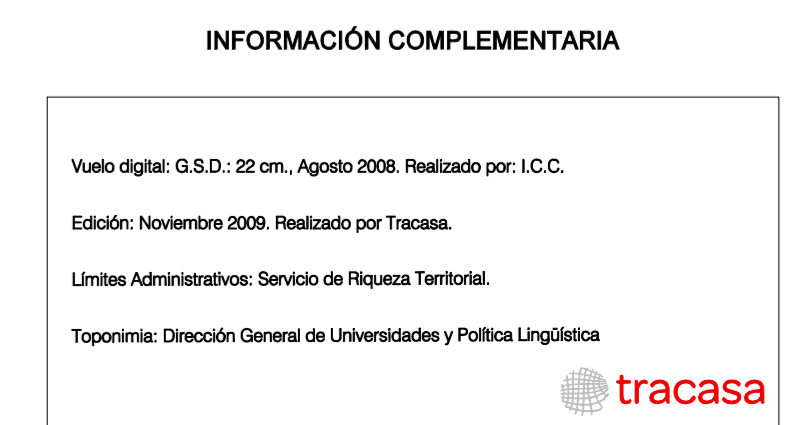 INFORMACIÓN COMPLEMENTARIA
Vuelo digital: G.S.D.: 22 cm., Agosto 2008. Realizado por: I.C.C.
Edición: Noviembre 2009. Realizado por Tracasa.
Límites Administrativos: Servicio de Riqueza Territorial.
Toponimia: Dirección General de Universidades y Política Lingüística
tracasa